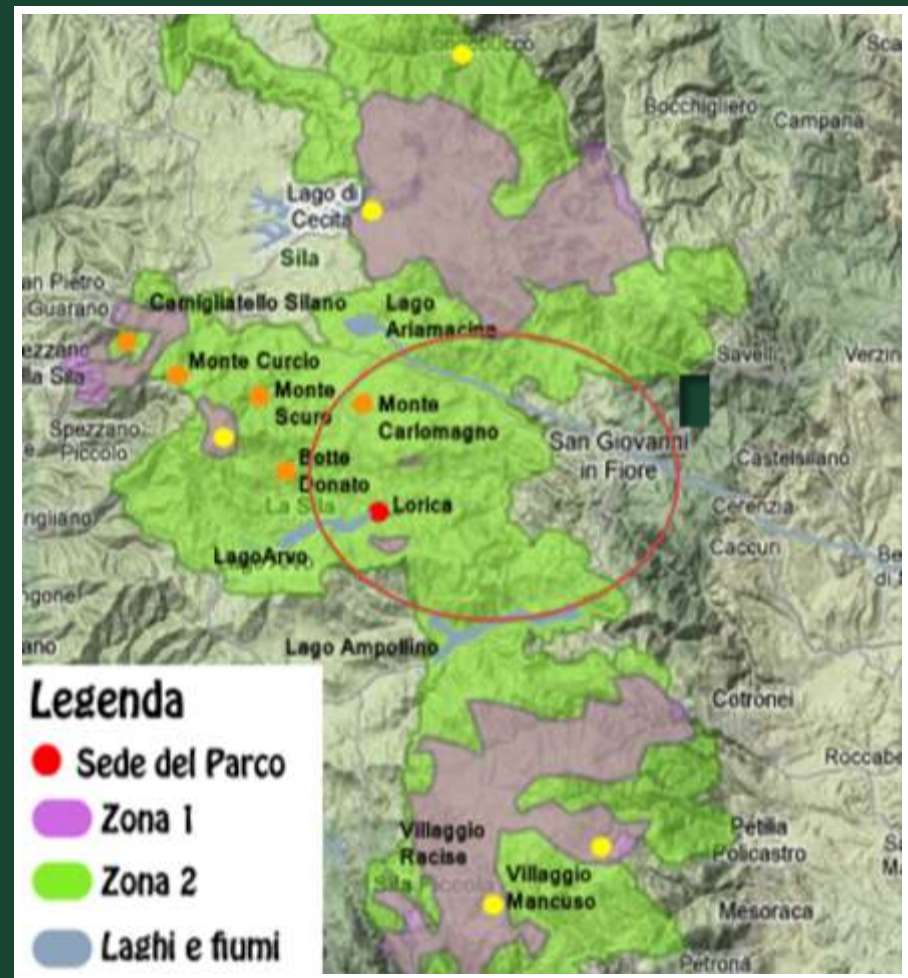 Bocchigliero
Campana
Lago di
Cecita
Sila
Camigliatello Silano
Lago
Ariamacina
Guarano
Monte Curcio
Monte
Scuro
Monte
Carlomagno
Savelli
Spezzano
Piccolo
San Giovanni
in Fiore
Castelsilano
Botte
Donato
La Sila
Lorica
Cerenzia
Caccuri
LagoArvo
Lago Ampollino
Legenda
Sede del Parco
Zona 1
Zona 2
Laghi e fiumi
Cotronei
Villaggio
Racise
Sila Piccola
Villaggio
Mancuso
Petilia
Policastro
Mesoraca
Petrona